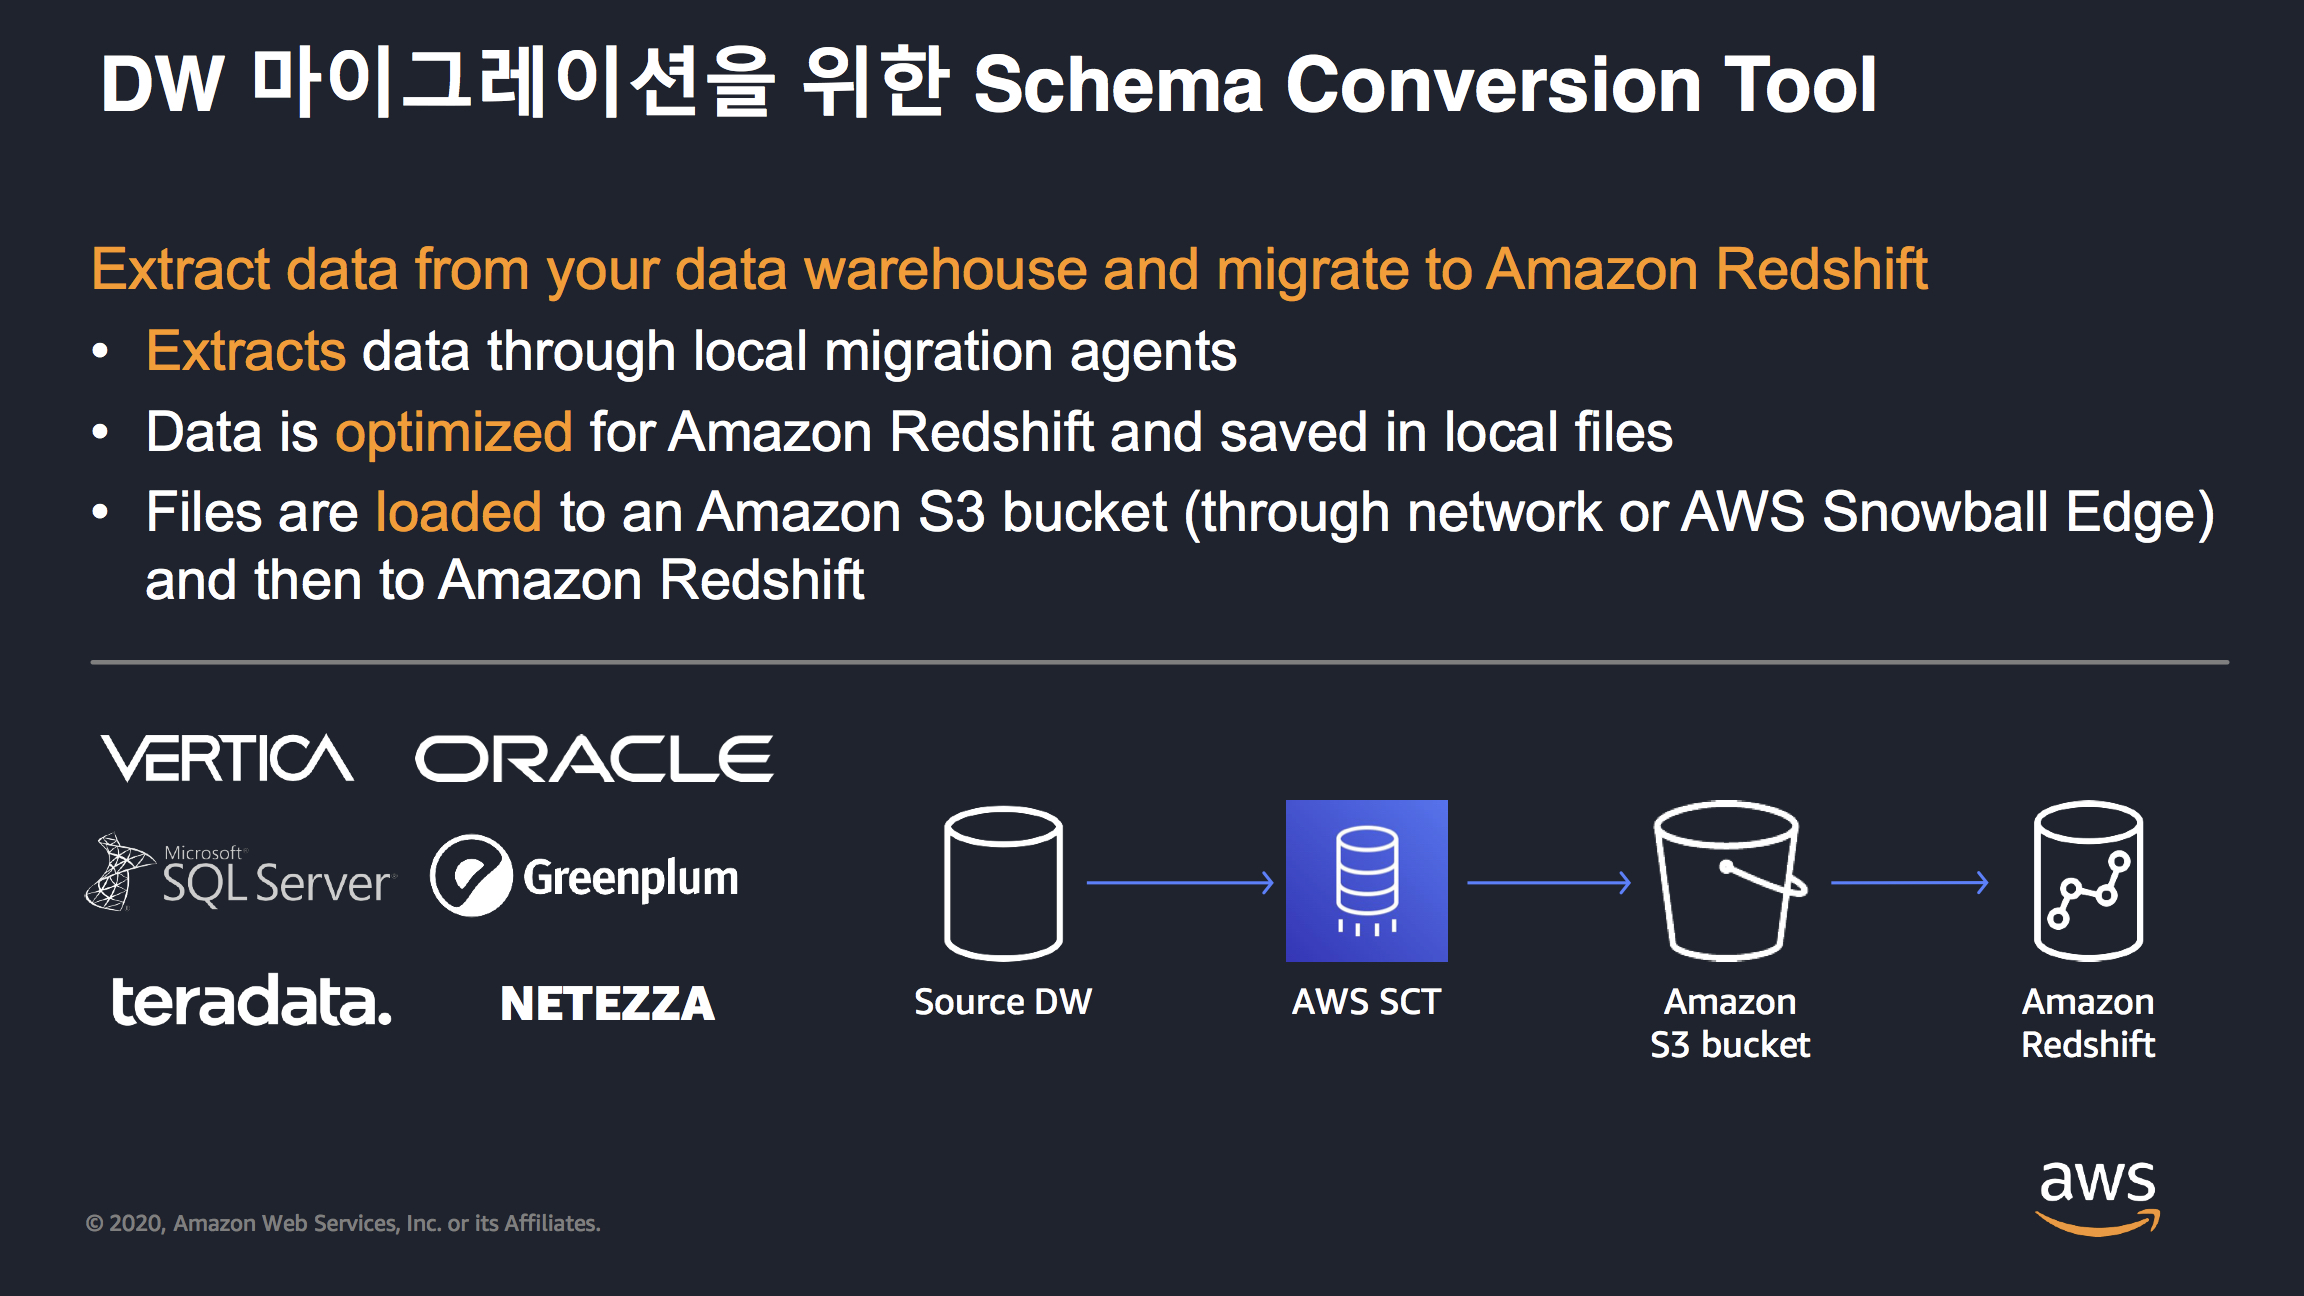 DW 마이그레이션을 위한 Schema Conversion Tool
Extract data from your data warehouse and migrate to Amazon Redshift
• Extracts data through local migration agents
• Data is optimized for Amazon Redshift and saved in local files
• Files are loaded to an Amazon S3 bucket (through network or AWS Snowball Edge)
and then to Amazon Redshift
VERTICA
ORACLE
Microsoft®
SQL Server
Greenplum
teradata.
NETEZZA
Source DW
AWS SCT
Amazon
S3 bucket
Amazon
Redshift
© 2020, Amazon Web Services, Inc. or its Affiliates.
aws